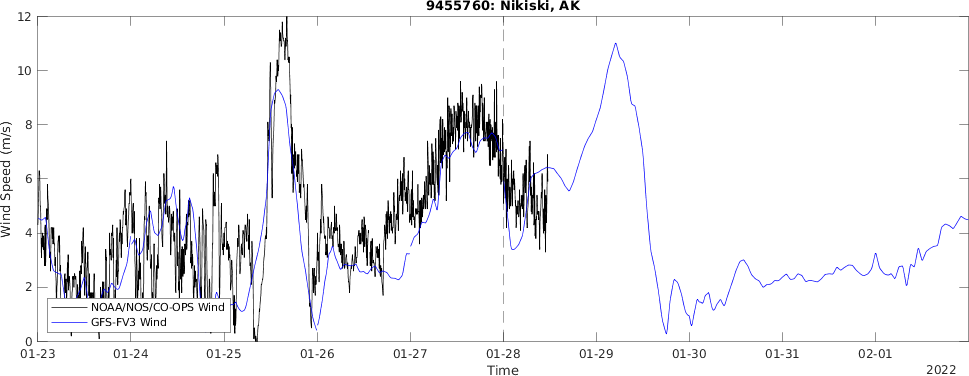 9455760: Nikiski, AK
12
10
8
6
4
2
0
Wind Speed (m/s)
NOAA/NOS/CO-OPS Wind
GFS-FV3 Wind
01-23 01-24 01-25 01-26 01-27 01-28 01-29 01-30 01-31 02-01
Time
2022